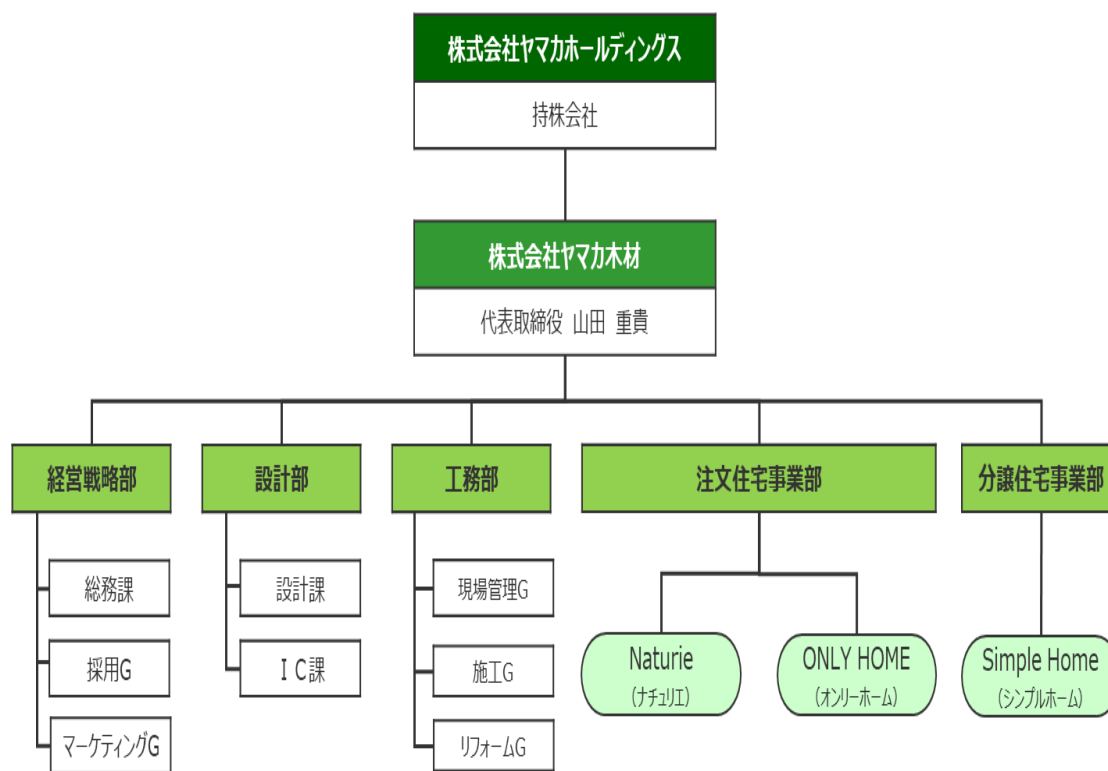 株式会社ヤマカホールディングス
持株会社
株式会社ヤマカ木材
代表取締役 山田 重貴
経営戦略部
設計部
工務部
注文住宅事業部
分譲住宅事業部
総務課
設計課
現場管理G
採用G
ＩＣ課
施工G
マーケティングG
リフォームG
Naturie
(ナチュリエ)
ONLY HOME
(オンリーホーム)
Simple Home
(シンプルホーム)